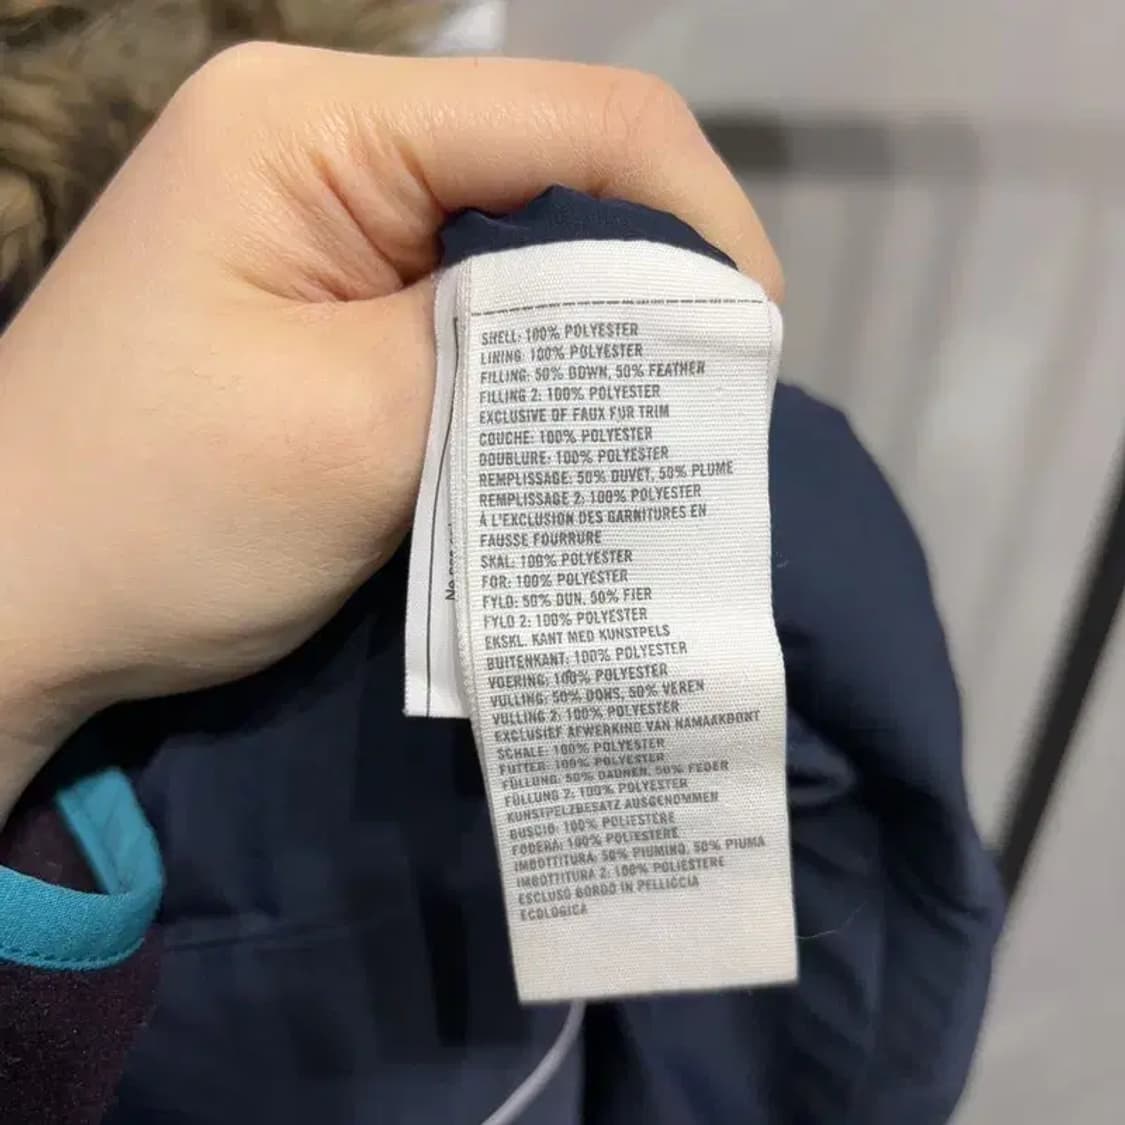 SHELL: 100% POLYESTER
LINING: 100% POLYESTER
FILLING: 50% DOWN, 50% FEATHER
FILLING 2: 100% POLYESTER
EXCLUSIVE OF FAUX FUR TRIM
COUCHE: 100% POLYESTER
DOUBLURE: 100% POLYESTER
REMPLISSAGE: 50% DUVET, 50% PLUME
REMPLISSAGE 2: 100% POLYESTER
À L'EXCLUSION DES GARNITURES EN
FAUSSE FOURRURE
SKAL: 100% POLYESTER
FOR: 100% POLYESTER
FYLD: 50% DUN, 50% FJER
FYLD 2: 100% POLYESTER
EKSKL. KANT MED KUNSTPELS
BUITENKANT: 100% POLYESTER
VOERING: 100% POLYESTER
VULLING: 50% DONS, 50% VEREN
VULLING 2: 100% POLYESTER
EXCLUSIEF AFWERKING VAN NAMAAKBONT
SCHALE: 100% POLYESTER
FUTTER: 100% POLYESTER
FÜLLUNG: 50% DAUNEN, 50% FEDER
FÜLLUNG 2: 100% POLYESTER
KUNSTPELZBESATZ AUSGENOMMEN
GUSCIO: 100% POLIESTERE
FODERA: 100% POLIESTERE
IMBOTTITURA: 50% PIUMINO, 50% PIUMA
IMBOTTITURA 2: 100% POLIESTERE
ESCLUSO BORDO IN PELLICCIA
ECOLOGICA
No